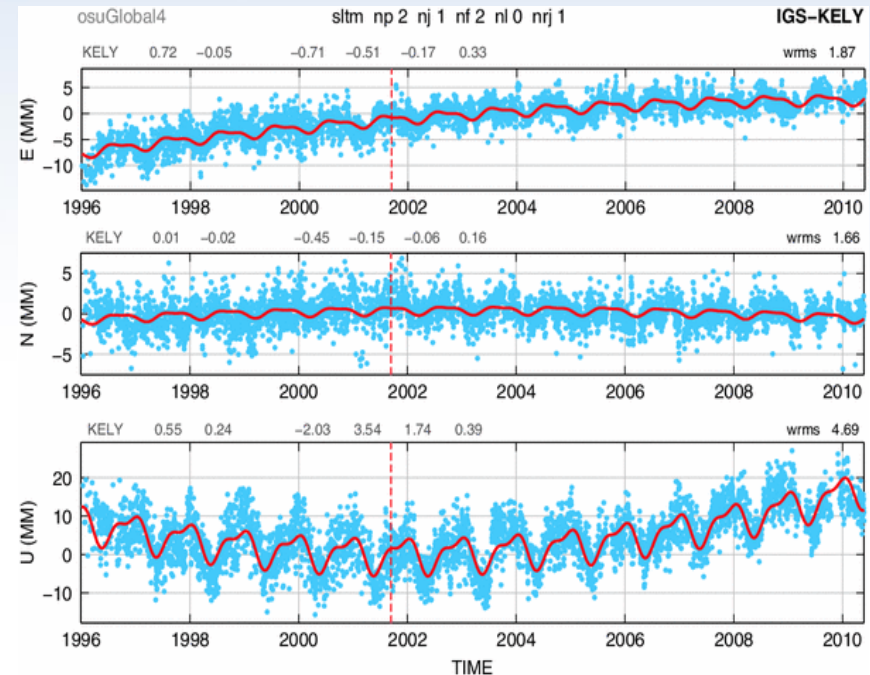 osuGlobal4 sltm np 2 nj 1 nf 2 nl 0 nrj 1 IGS–KELY
KELY 0.72 −0.05 −0.71 −0.51 −0.17 0.33 wrms 1.87
E (MM)
5
0
−5
−10
1996 1998 2000 2002 2004 2006 2008 2010
KELY 0.01 −0.02 −0.45 −0.15 −0.06 0.16 wrms 1.66
N (MM)
5
0
−5
1996 1998 2000 2002 2004 2006 2008 2010
KELY 0.55 0.24 −2.03 3.54 1.74 0.39 wrms 4.69
U (MM)
20
10
0
−10
1996 1998 2000 2002 2004 2006 2008 2010
TIME